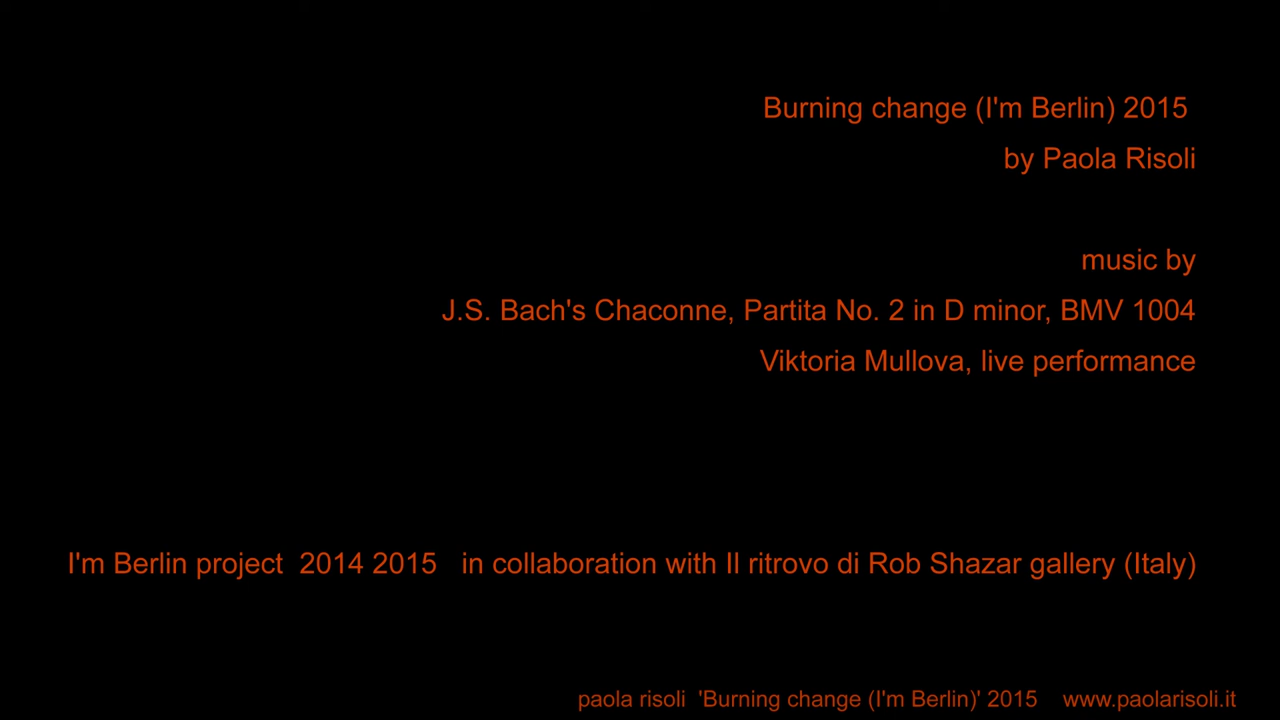 Burning change (I'm Berlin) 2015
by Paola Risoli
music by
J.S. Bach's Chaconne, Partita No. 2 in D minor, BMV 1004
Viktoria Mullova, live performance
I'm Berlin project 2014 2015 in collaboration with Il ritrovo di Rob Shazar gallery (Italy)
paola risoli 'Burning change (I'm Berlin)' 2015 www.paolarisoli.it